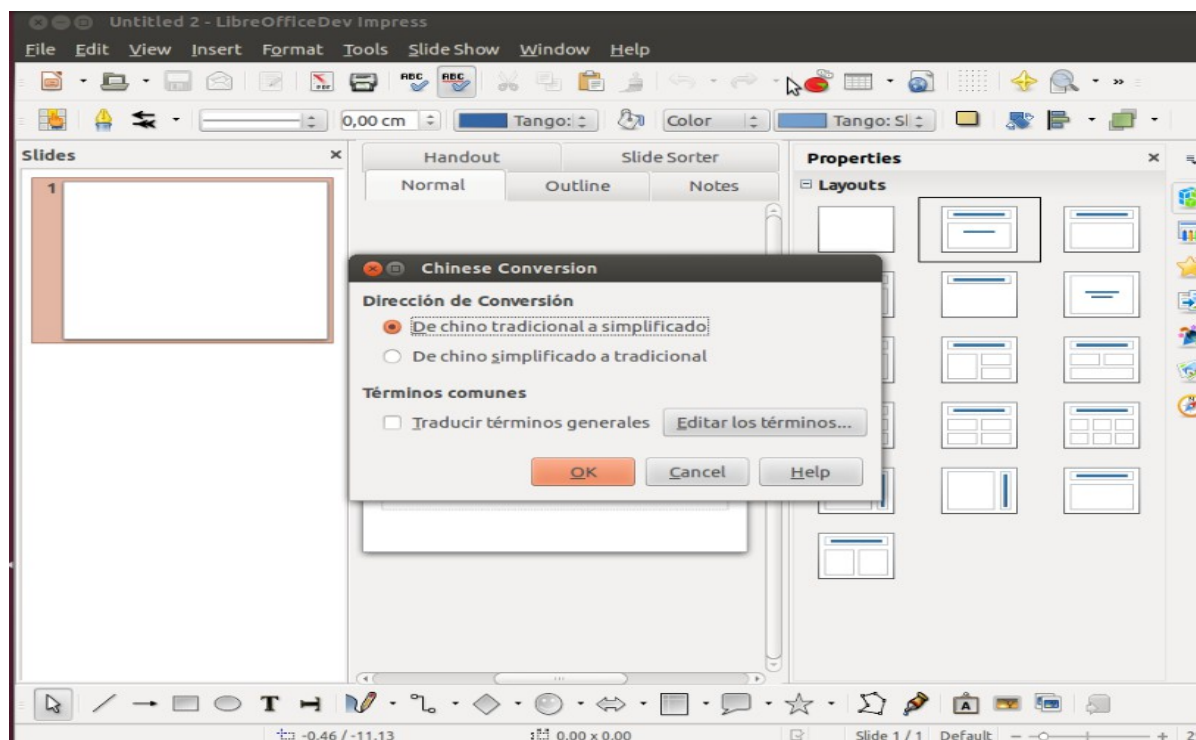 Untitled 2 - LibreOfficeDev Impress
File Edit View Insert Format Tools Slide Show Window Help
0,00 cm Tango: Color Tango: Sl
Slides
Handout Slide Sorter
Normal Outline Notes
1
Properties
Layouts
Chinese Conversion
Dirección de Conversión
De chino tradicional a simplificado
De chino simplificado a tradicional
Términos comunes
Traducir términos generales Editar los términos...
OK Cancel Help
-0.46 / -11.13 0.00 x 0.00 Slide 1 / 1 Default